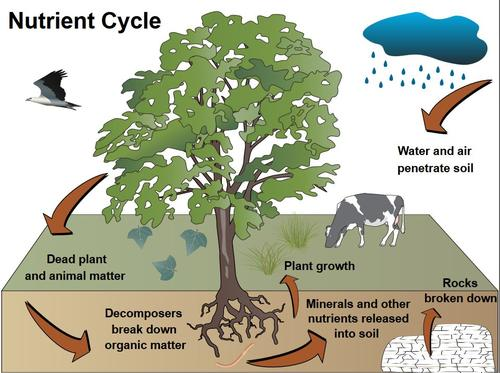 Nutrient Cycle
Water and air
penetrate soil
Dead plant
and animal matter
Plant growth
Rocks
broken down
Decomposers
break down
organic matter
Minerals and other
nutrients released
into soil